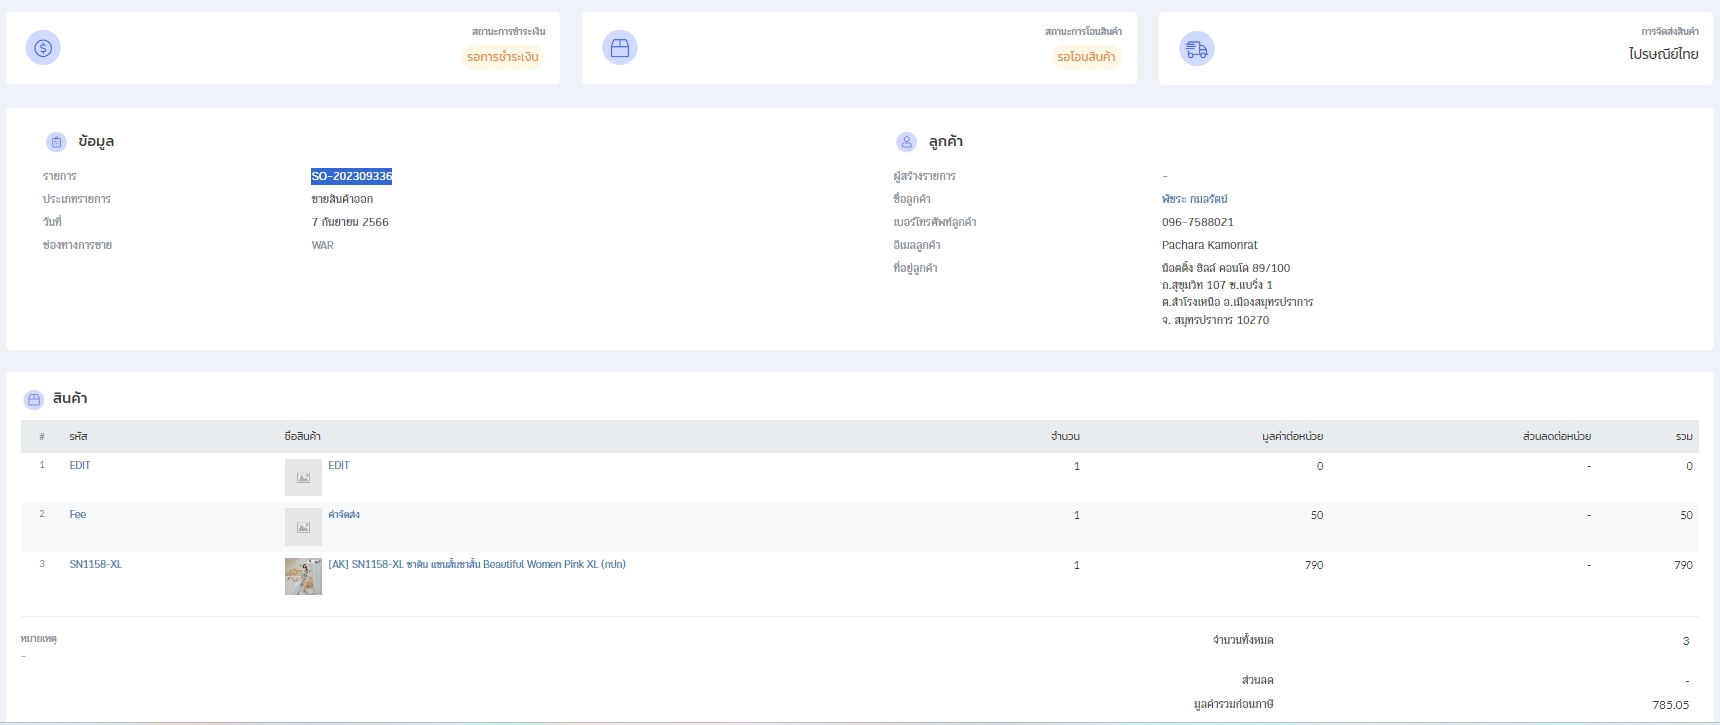 สถานะการชำระเงิน
รอการชำระเงิน
สถานะการโอนสินค้า
รอโอนสินค้า
การจัดส่งสินค้า
ไปรษณีย์ไทย
ข้อมูล
รายการ SO-202309336
ประเภทรายการ ขายสินค้าออก
วันที่ 7 กันยายน 2566
ช่องทางการขาย WAR
ลูกค้า
ผู้สร้างรายการ -
ชื่อลูกค้า พัชระ กมลรัตน์
เบอร์โทรศัพท์ลูกค้า 096-7588021
อีเมลลูกค้า Pachara Kamonrat
ที่อยู่ลูกค้า น็อตติ้ง ฮิลล์ คอนโด 89/100
ถ.สุขุมวิท 107 ซ.แบริ่ง 1
ต.สำโรงเหนือ อ.เมืองสมุทรปราการ
จ. สมุทรปราการ 10270
สินค้า
# รหัส ชื่อสินค้า จำนวน มูลค่าต่อหน่วย ส่วนลดต่อหน่วย รวม
1 EDIT EDIT 1 0 - 0
2 Fee ค่าจัดส่ง 1 50 - 50
3 SN1158-XL [AK] SN1158-XL ซาติน แขนสั้นขาสั้น Beautiful Women Pink XL (กปก) 1 790 - 790
หมายเหตุ
-
จำนวนทั้งหมด 3
ส่วนลด -
มูลค่ารวมก่อนภาษี 785.05